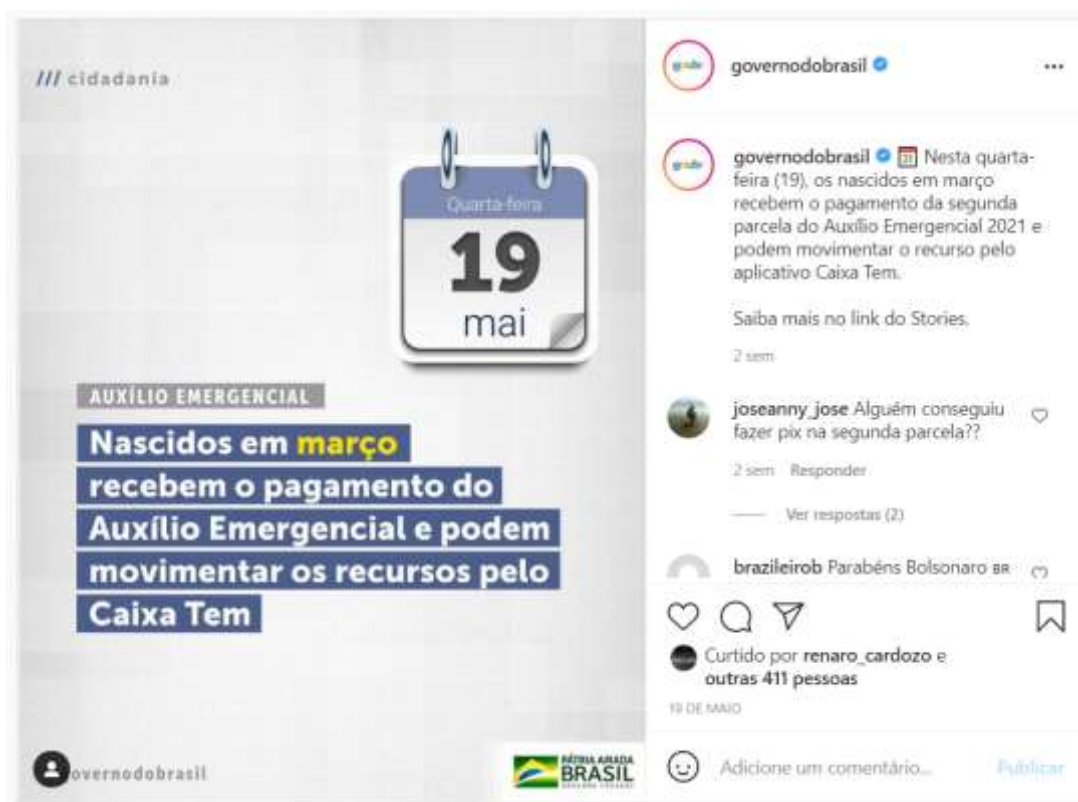 /// cidadania
Quarta-feira
19
mai
AUXÍLIO EMERGENCIAL
Nascidos em março
recebem o pagamento do
Auxílio Emergencial e podem
movimentar os recursos pelo
Caixa Tem
overnodobrasil
PÁTRIA AMADA
BRASIL
GOVERNO FEDERAL
governodobrasil
governodobrasil Nesta quarta-
feira (19), os nascidos em março
recebem o pagamento da segunda
parcela do Auxílio Emergencial 2021 e
podem movimentar o recurso pelo
aplicativo Caixa Tem.
Saiba mais no link do Stories.
2 sem
joseanny_jose Alguém conseguiu
fazer pix na segunda parcela??
2 sem Responder
Ver respostas (2)
brazileirob Parabéns Bolsonaro BR
Curtido por renaro_cardozo e
outras 411 pessoas
19 DE MAIO
Adicione um comentário... Publicar